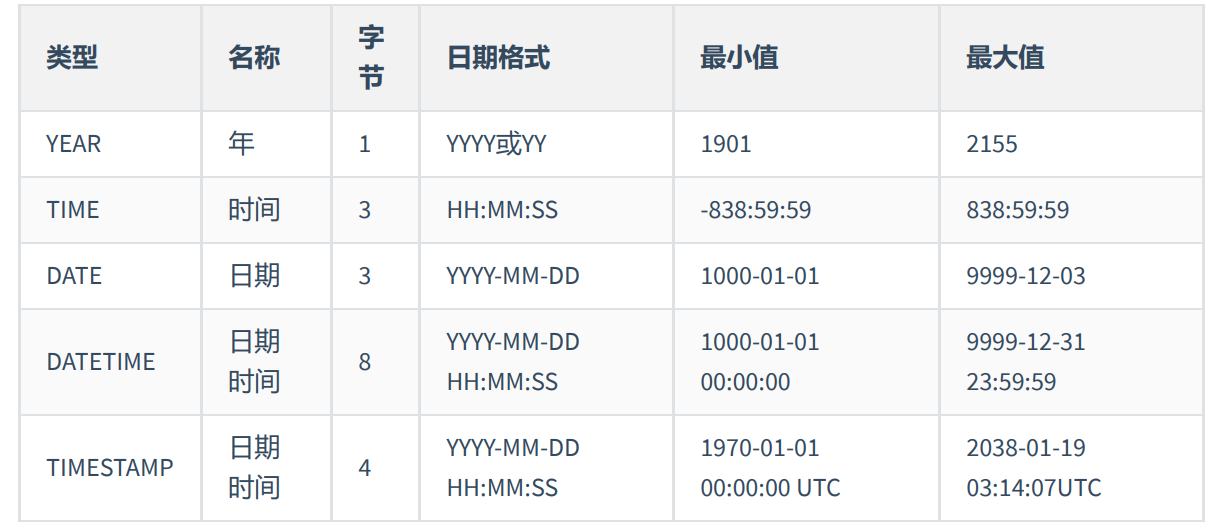 类型 名称 字节 日期格式 最小值 最大值
YEAR 年 1 YYYY或YY 1901 2155
TIME 时间 3 HH:MM:SS -838:59:59 838:59:59
DATE 日期 3 YYYY-MM-DD 1000-01-01 9999-12-03
DATETIME 日期时间 8 YYYY-MM-DD HH:MM:SS 1000-01-01 00:00:00 9999-12-31 23:59:59
TIMESTAMP 日期时间 4 YYYY-MM-DD HH:MM:SS 1970-01-01 00:00:00 UTC 2038-01-19 03:14:07UTC